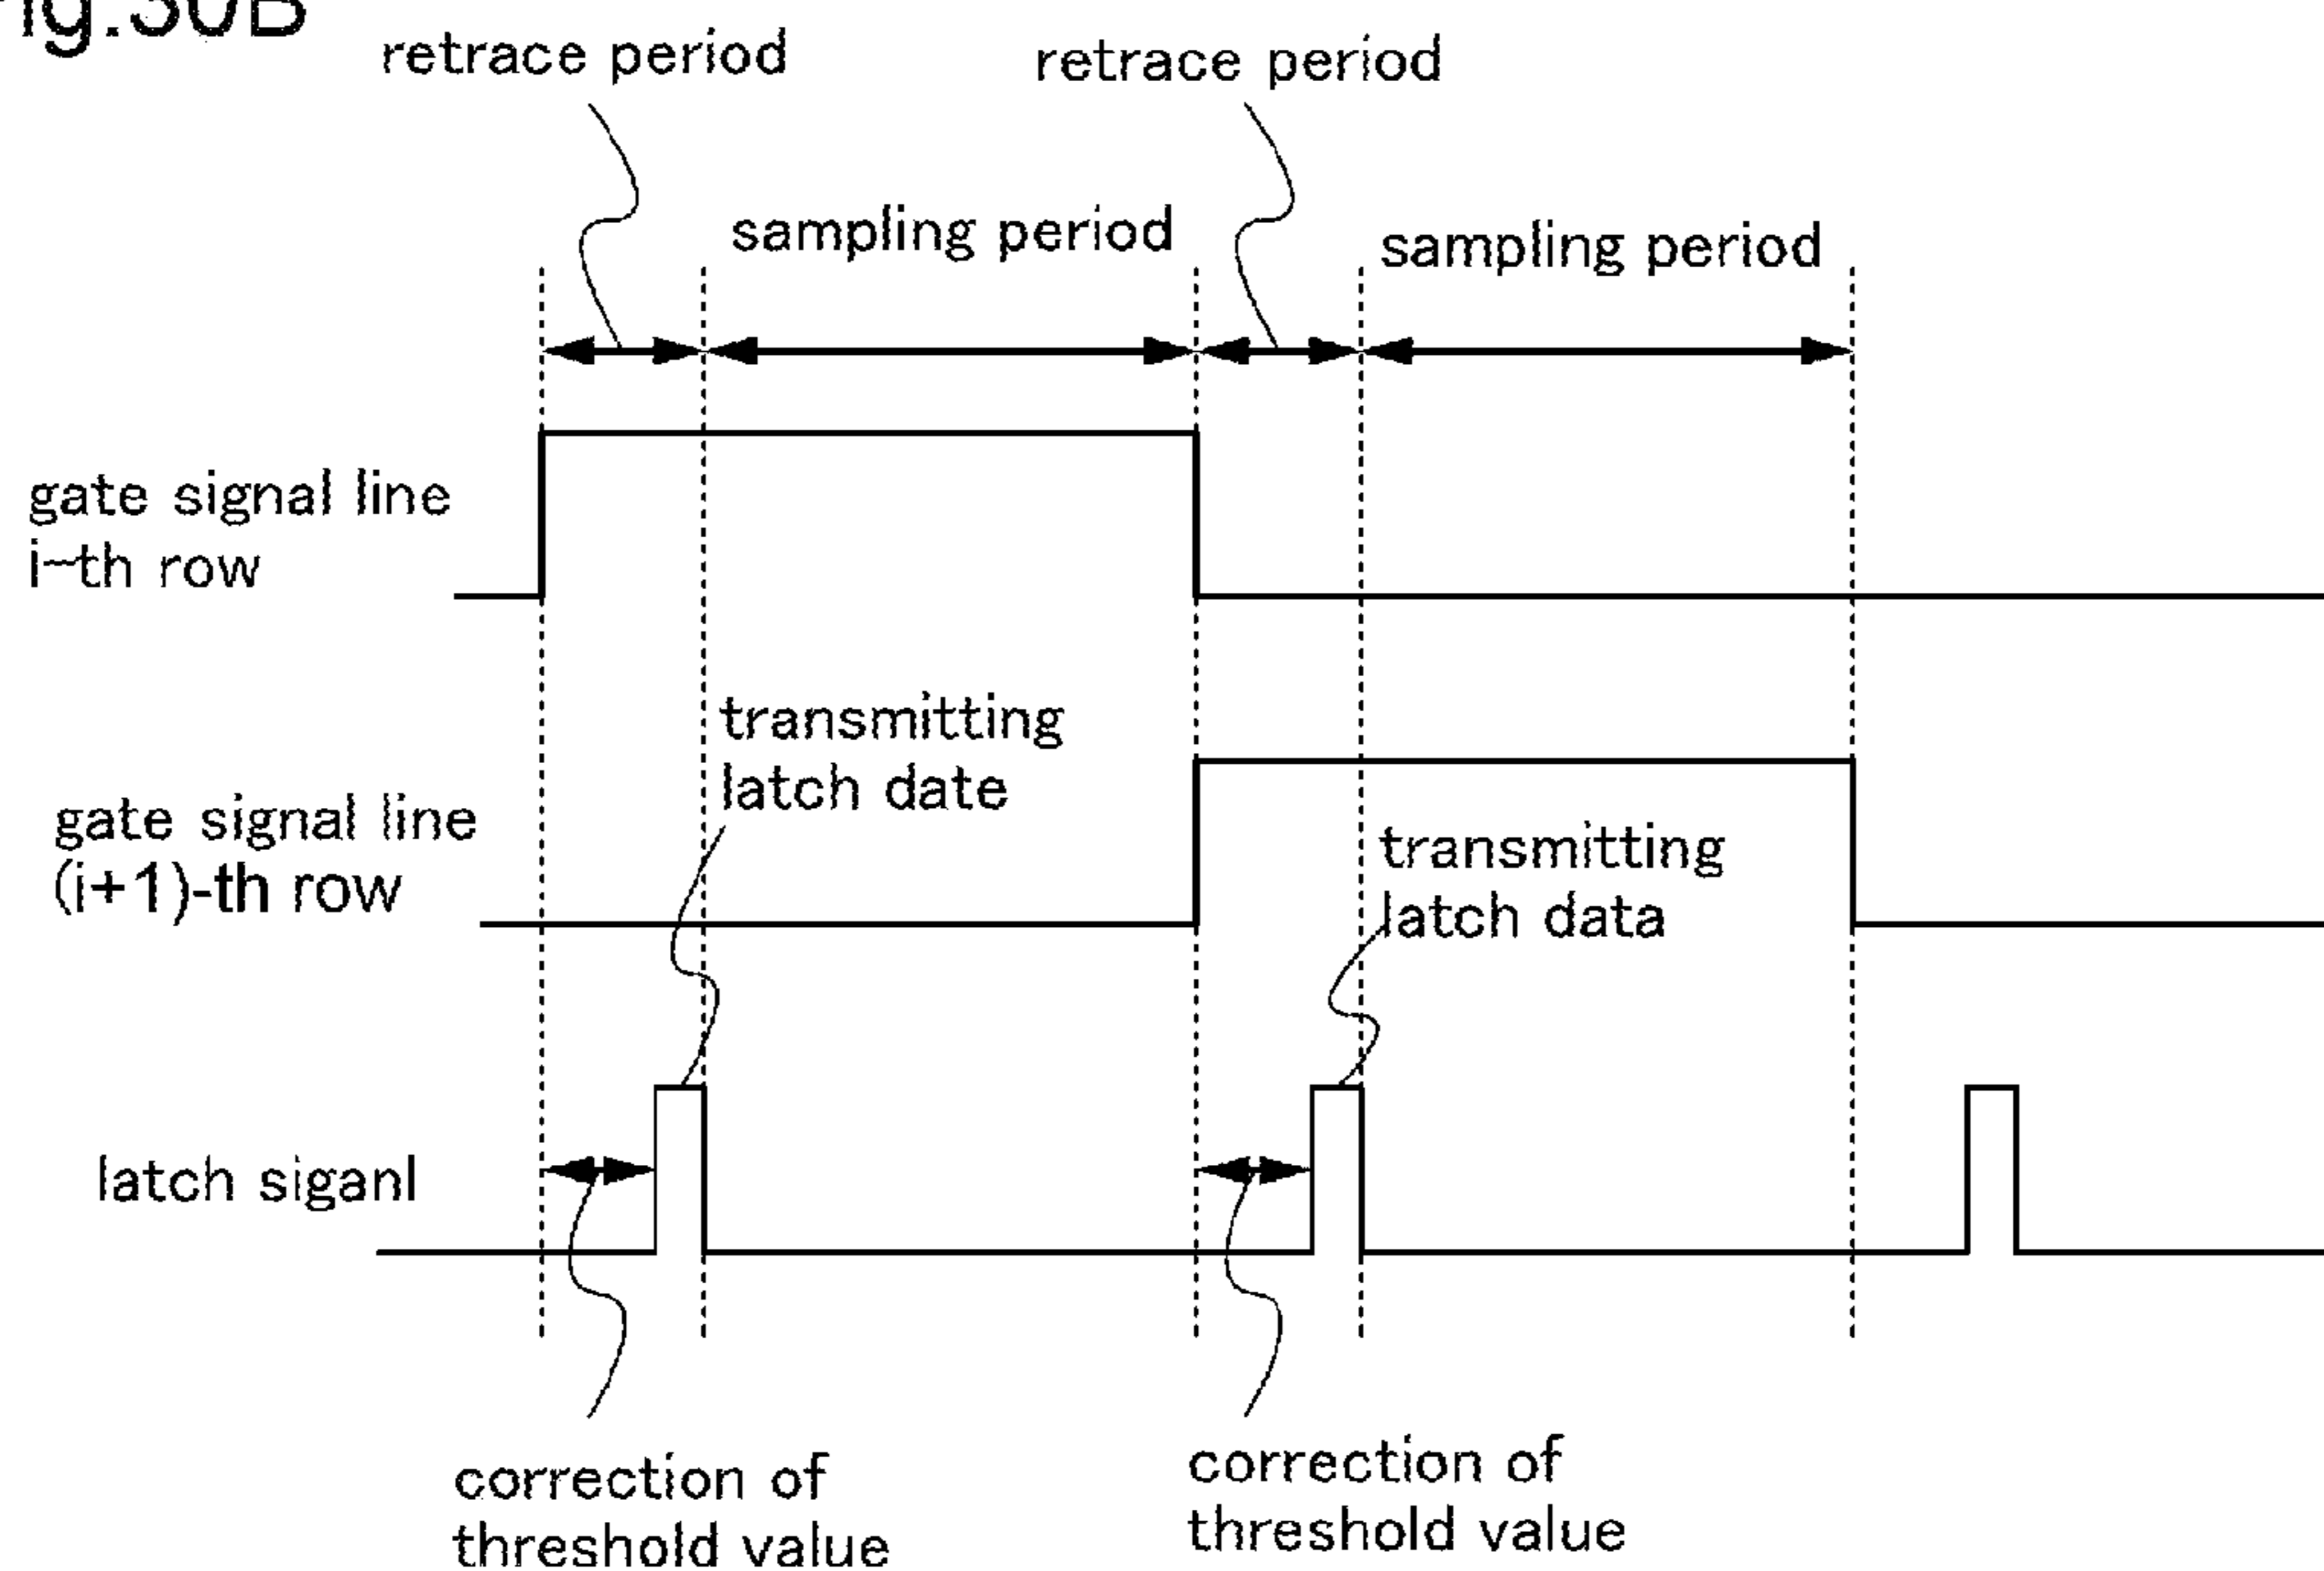 ig.30B
retrace period
retrace period
sampling period
sampling period
gate signal line
i-th row
transmitting
latch date
gate signal line
(i+1)-th row
transmitting
latch data
latch siganl
correction of
threshold value
correction of
threshold value